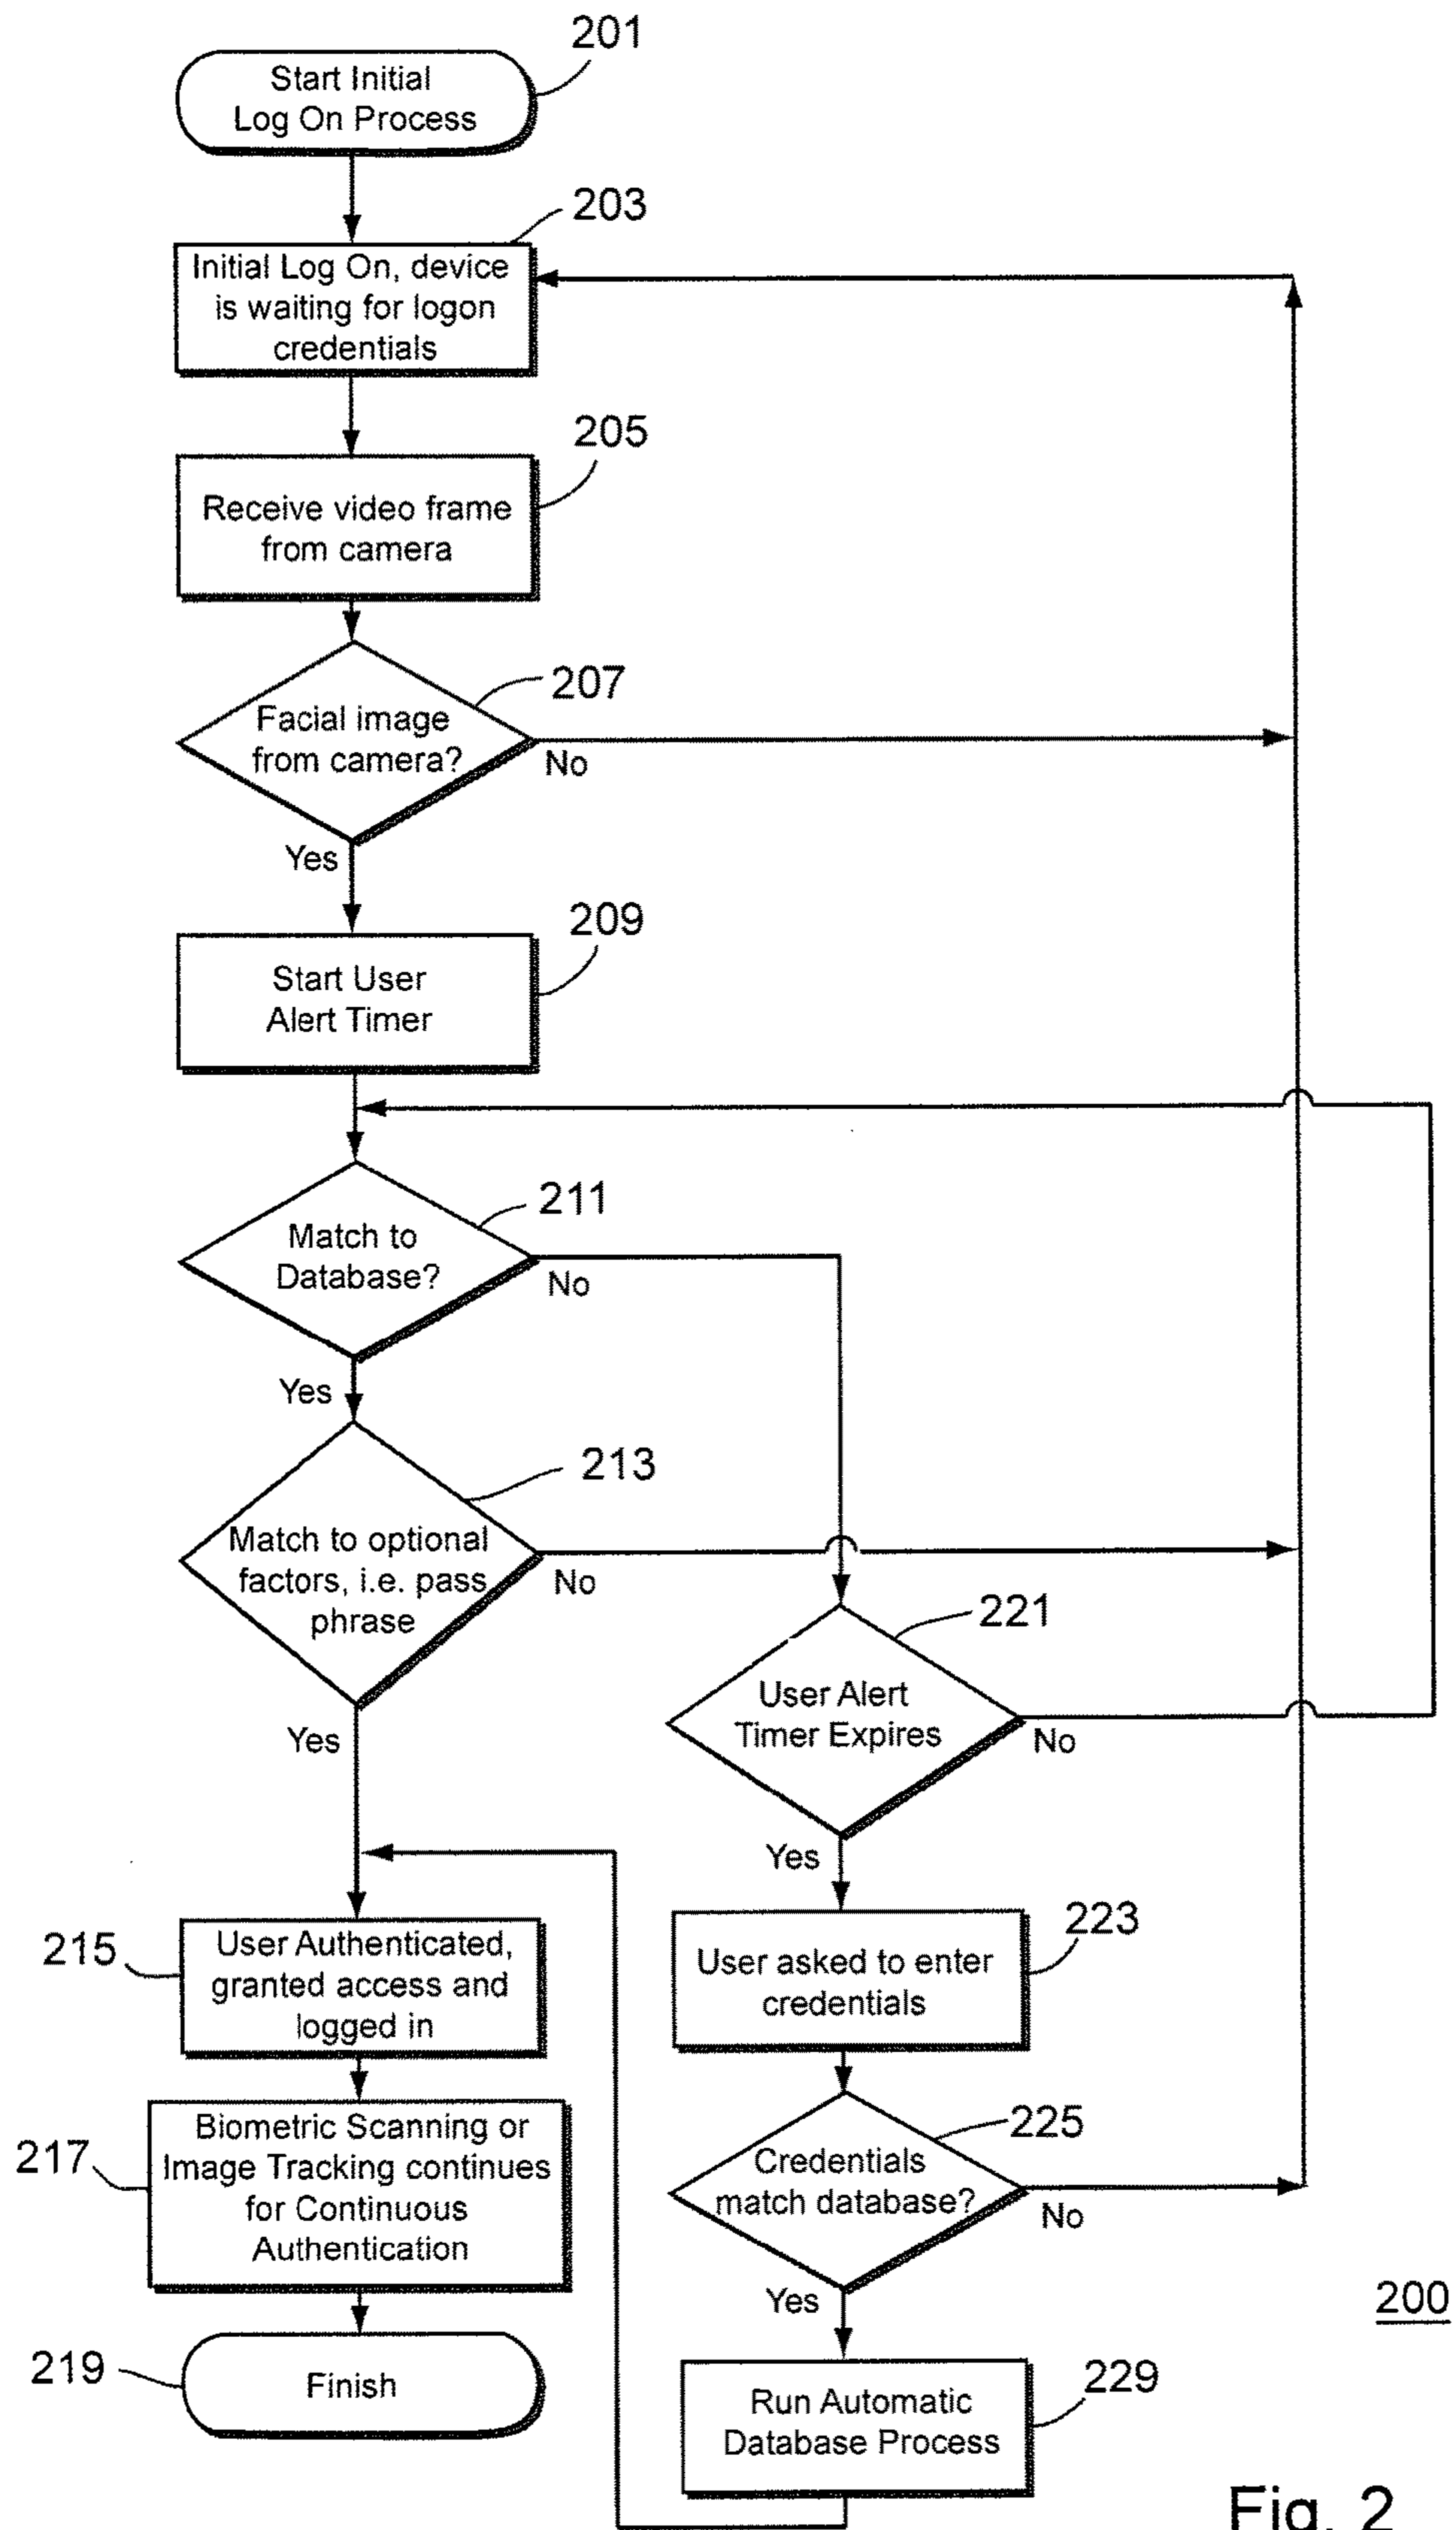 201
Start Initial
Log On Process
203
Initial Log On, device
is waiting for logon
credentials
205
Receive video frame
from camera
207
Facial image
from camera?
No
Yes
209
Start User
Alert Timer
211
Match to
Database?
No
Yes
213
Match to optional
factors, i.e. pass
phrase
No
Yes
221
User Alert
Timer Expires
No
Yes
215
User Authenticated,
granted access and
logged in
223
User asked to enter
credentials
217
Biometric Scanning or
Image Tracking continues
for Continuous
Authentication
225
Credentials
match database?
No
Yes
200
219
Finish
229
Run Automatic
Database Process
Fig. 2